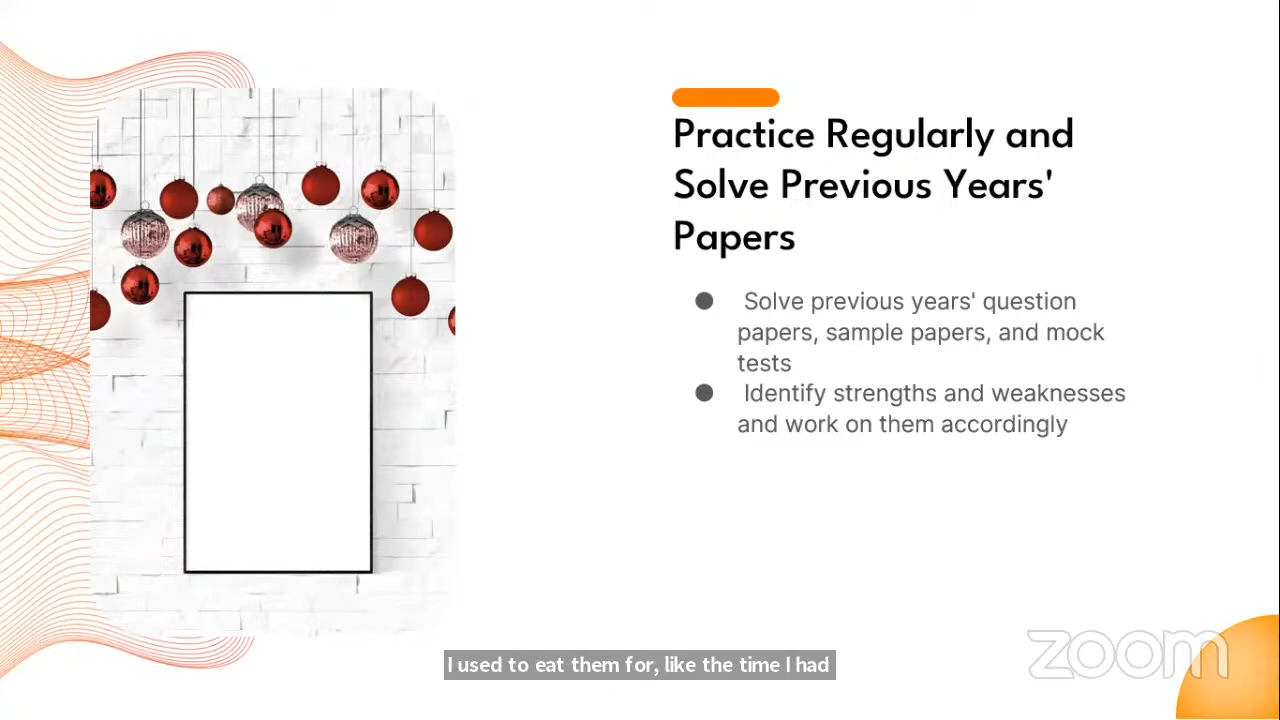 Practice Regularly and
Solve Previous Years'
Papers
● Solve previous years' question
papers, sample papers, and mock
tests
● Identify strengths and weaknesses
and work on them accordingly
I used to eat them for, like the time I had
zoom